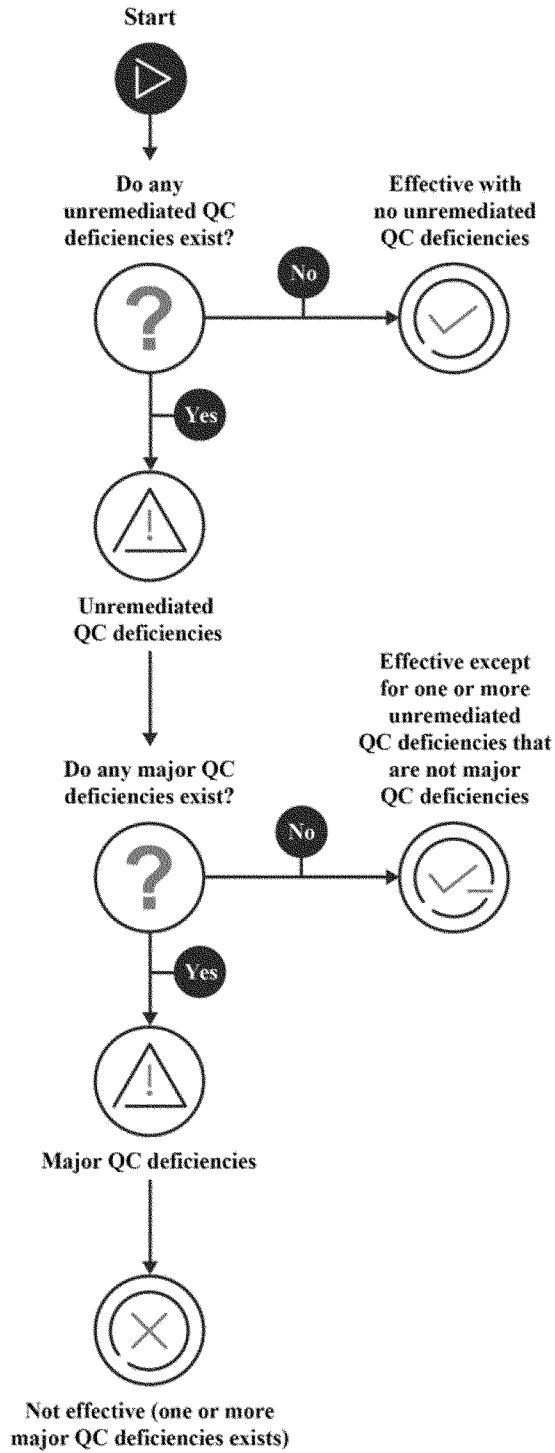 Start
Do any
unremediated QC
deficiencies exist?
No
Effective with
no unremediated
QC deficiencies
?
Yes
!
Unremediated
QC deficiencies
Do any major QC
deficiencies exist?
No
Effective except
for one or more
unremediated
QC deficiencies that
are not major
QC deficiencies
?
Yes
!
Major QC deficiencies
Not effective (one or more
major QC deficiencies exists)